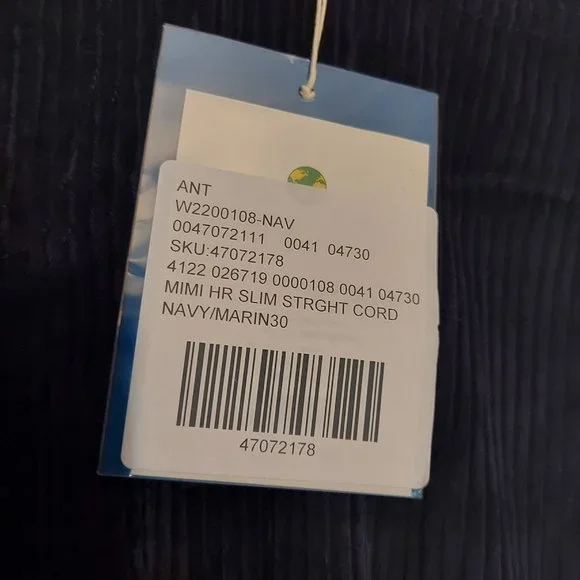 ANT
W2200108-NAV
0047072111 0041 04730
SKU:47072178
4122 026719 0000108 0041 04730
MIMI HR SLIM STRGHT CORD
NAVY/MARIN30
47072178